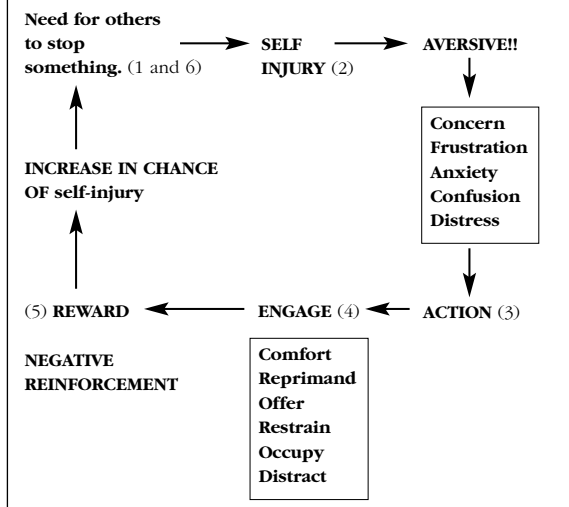 Need for others
to stop
something. (1 and 6)
SELF
INJURY (2)
AVERSIVE!!
Concern
Frustration
Anxiety
Confusion
Distress
INCREASE IN CHANCE
OF self-injury
(5) REWARD
ENGAGE (4)
ACTION (3)
NEGATIVE
REINFORCEMENT
Comfort
Reprimand
Offer
Restrain
Occupy
Distract